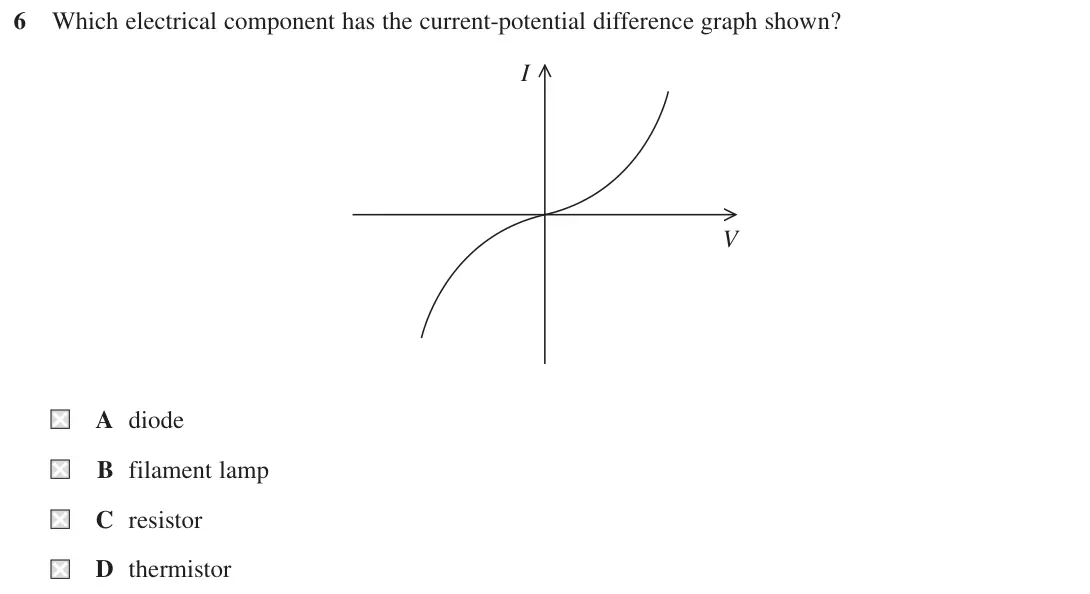 6 Which electrical component has the current-potential difference graph shown?
I
V
A diode
B filament lamp
C resistor
D thermistor